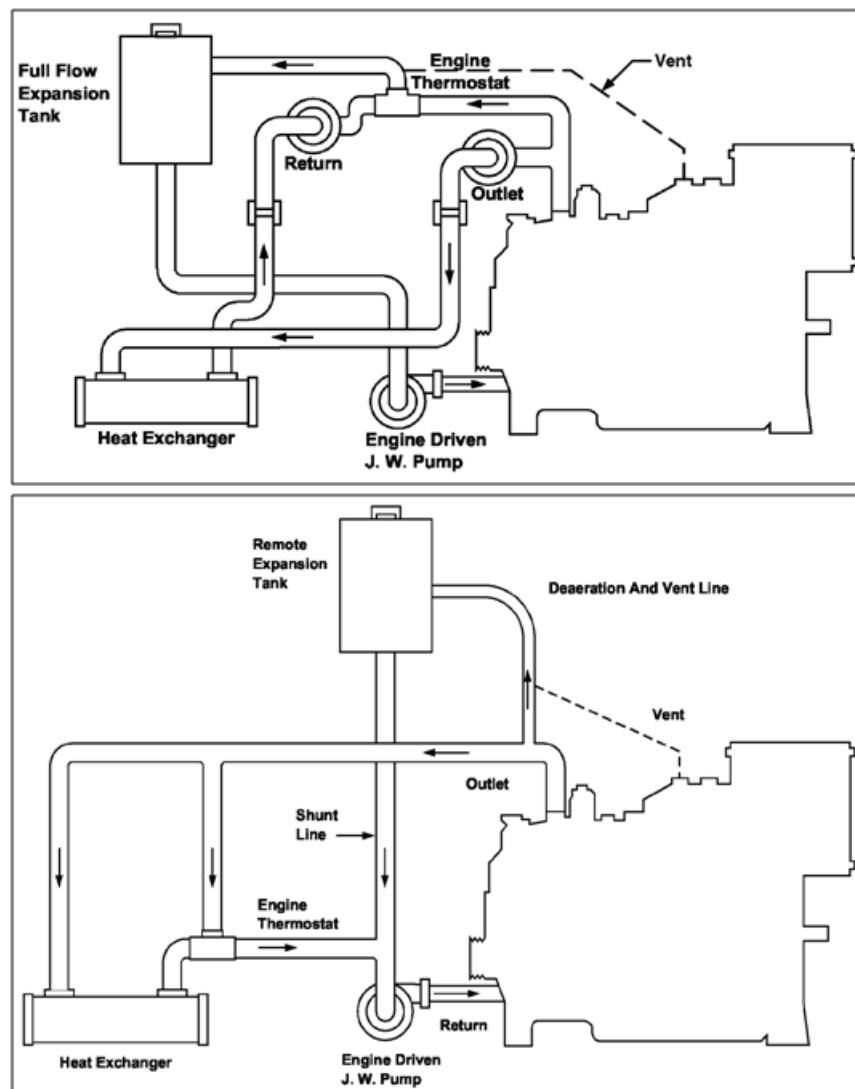 Full Flow
Expansion
Tank
Engine
Thermostat
Vent
Return
Outlet
Heat Exchanger
Engine Driven
J. W. Pump
Remote
Expansion
Tank
Deaeration And Vent Line
Vent
Outlet
Shunt
Line
Engine
Thermostat
Return
Heat Exchanger
Engine Driven
J. W. Pump